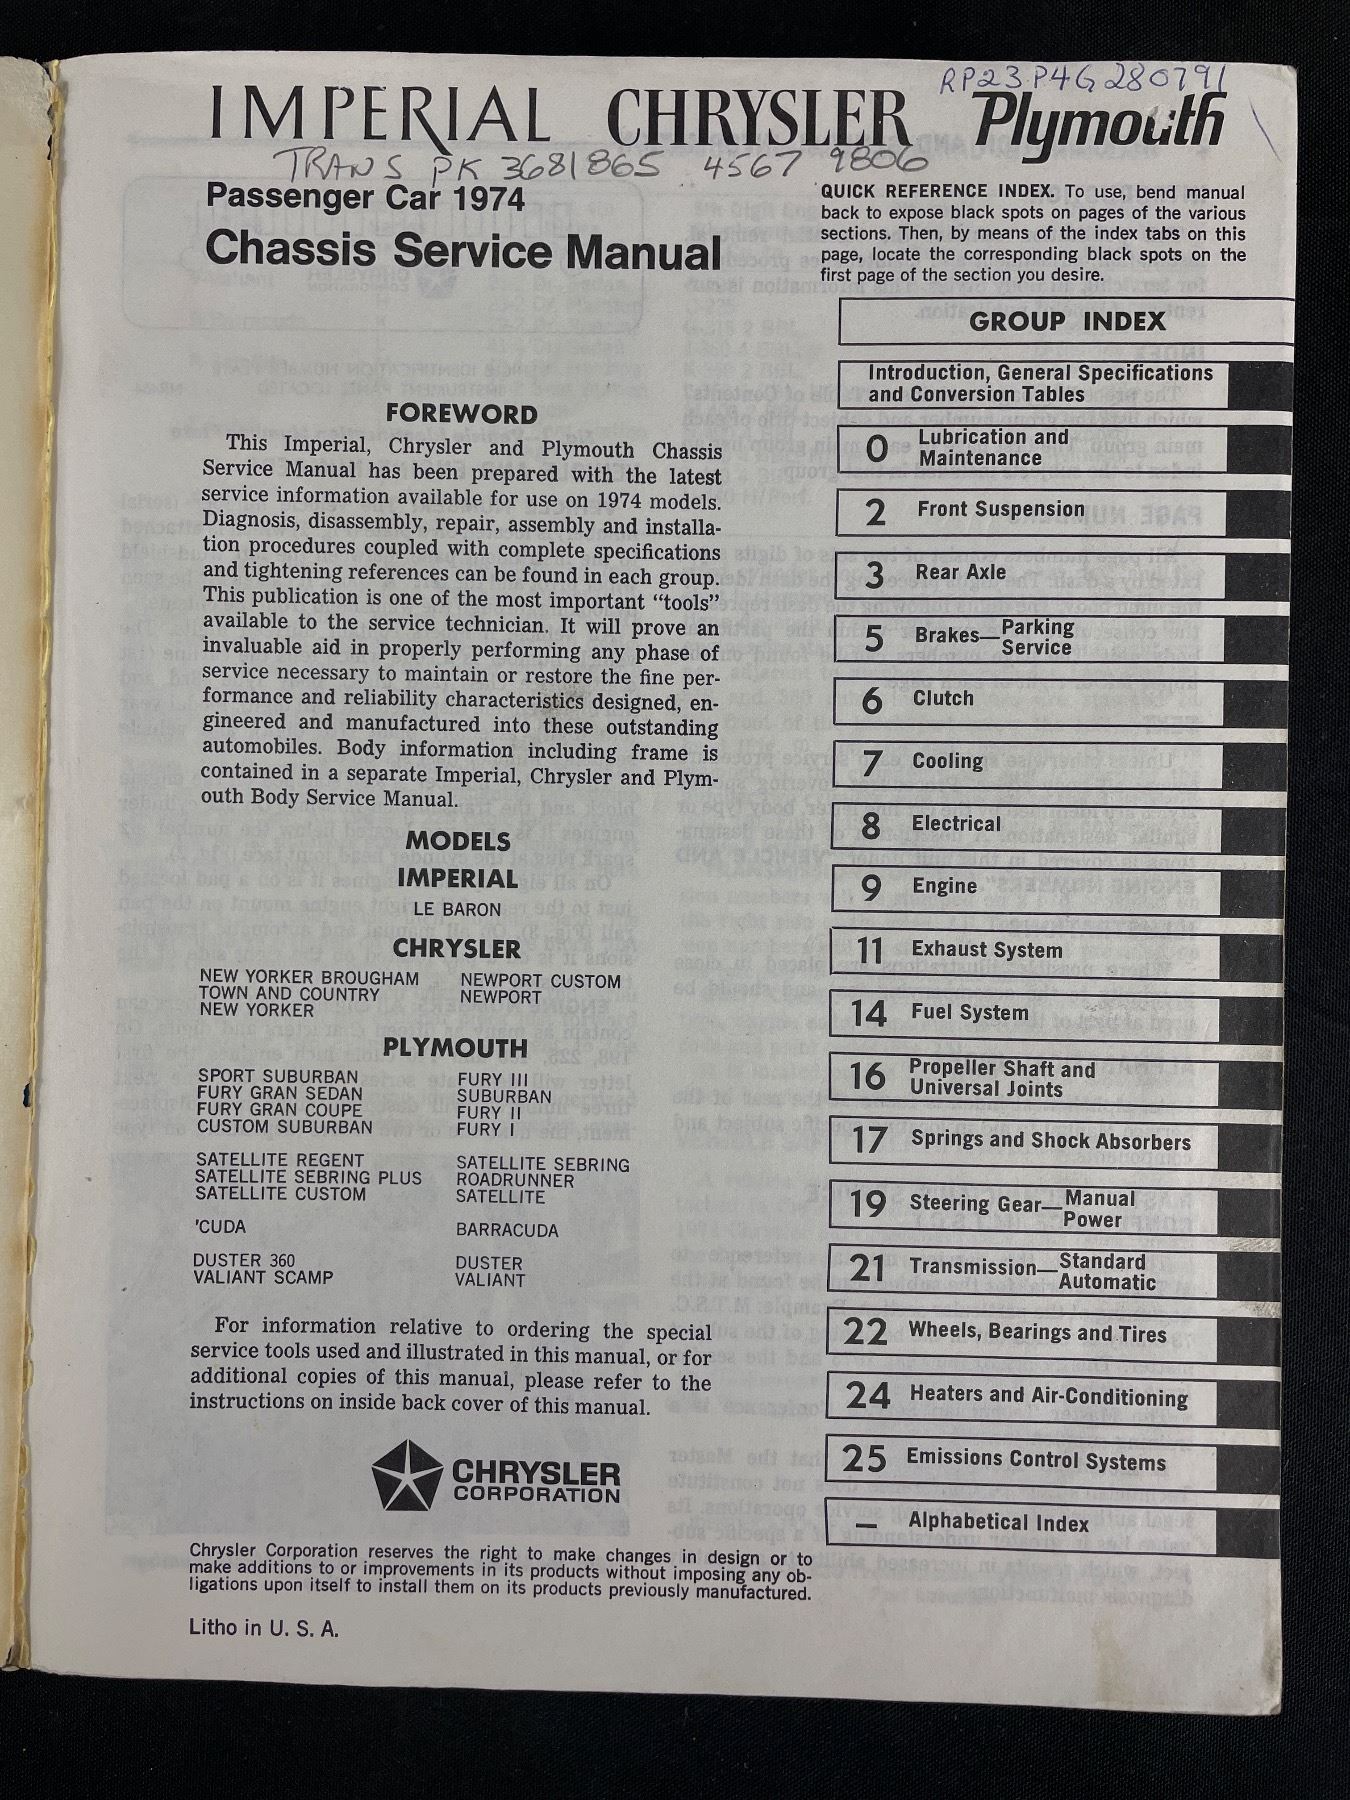 RP23P4G280791
IMPERIAL CHRYSLER Plymouth
TRANS PK 3681865 4567 9806
Passenger Car 1974
Chassis Service Manual
QUICK REFERENCE INDEX. To use, bend manual
back to expose black spots on pages of the various
sections. Then, by means of the index tabs on this
page, locate the corresponding black spots on the
first page of the section you desire.
FOREWORD
This Imperial, Chrysler and Plymouth Chassis
Service Manual has been prepared with the latest
service information available for use on 1974 models.
Diagnosis, disassembly, repair, assembly and installa-
tion procedures coupled with complete specifications
and tightening references can be found in each group.
This publication is one of the most important “tools”
available to the service technician. It will prove an
invaluable aid in properly performing any phase of
service necessary to maintain or restore the fine per-
formance and reliability characteristics designed, en-
gineered and manufactured into these outstanding
automobiles. Body information including frame is
contained in a separate Imperial, Chrysler and Plym-
outh Body Service Manual.
MODELS
IMPERIAL
LE BARON
CHRYSLER
NEW YORKER BROUGHAM NEWPORT CUSTOM
TOWN AND COUNTRY NEWPORT
NEW YORKER
PLYMOUTH
SPORT SUBURBAN FURY III
FURY GRAN SEDAN SUBURBAN
FURY GRAN COUPE FURY II
CUSTOM SUBURBAN FURY I
SATELLITE REGENT SATELLITE SEBRING
SATELLITE SEBRING PLUS ROADRUNNER
SATELLITE CUSTOM SATELLITE
'CUDA BARRACUDA
DUSTER 360 DUSTER
VALIANT SCAMP VALIANT
For information relative to ordering the special
service tools used and illustrated in this manual, or for
additional copies of this manual, please refer to the
instructions on inside back cover of this manual.
CHRYSLER
CORPORATION
Chrysler Corporation reserves the right to make changes in design or to
make additions to or improvements in its products without imposing any ob-
ligations upon itself to install them on its products previously manufactured.
Litho in U. S. A.
GROUP INDEX
Introduction, General Specifications
and Conversion Tables
0 Lubrication and
Maintenance
2 Front Suspension
3 Rear Axle
5 Brakes—Parking
Service
6 Clutch
7 Cooling
8 Electrical
9 Engine
11 Exhaust System
14 Fuel System
16 Propeller Shaft and
Universal Joints
17 Springs and Shock Absorbers
19 Steering Gear—Manual
Power
21 Transmission—Standard
Automatic
22 Wheels, Bearings and Tires
24 Heaters and Air-Conditioning
25 Emissions Control Systems
— Alphabetical Index